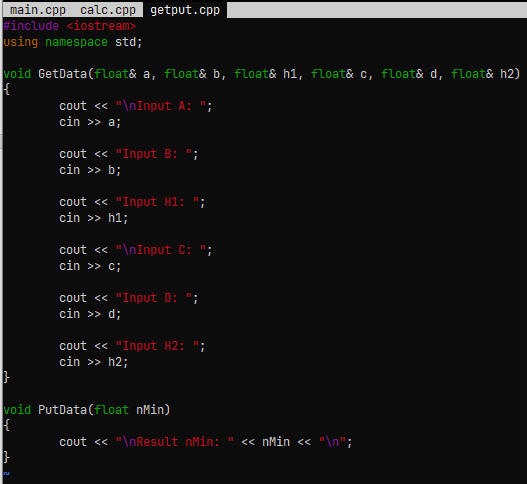 main.cpp calc.cpp getput.cpp
#include <iostream>
using namespace std;

void GetData(float& a, float& b, float& h1, float& c, float& d, float& h2)
{
        cout << "\nInput A: ";
        cin >> a;

        cout << "Input B: ";
        cin >> b;

        cout << "Input H1: ";
        cin >> h1;

        cout << "\nInput C: ";
        cin >> c;

        cout << "Input D: ";
        cin >> d;

        cout << "Input H2: ";
        cin >> h2;
}

void PutData(float nMin)
{
        cout << "\nResult nMin: " << nMin << "\n";
}
~